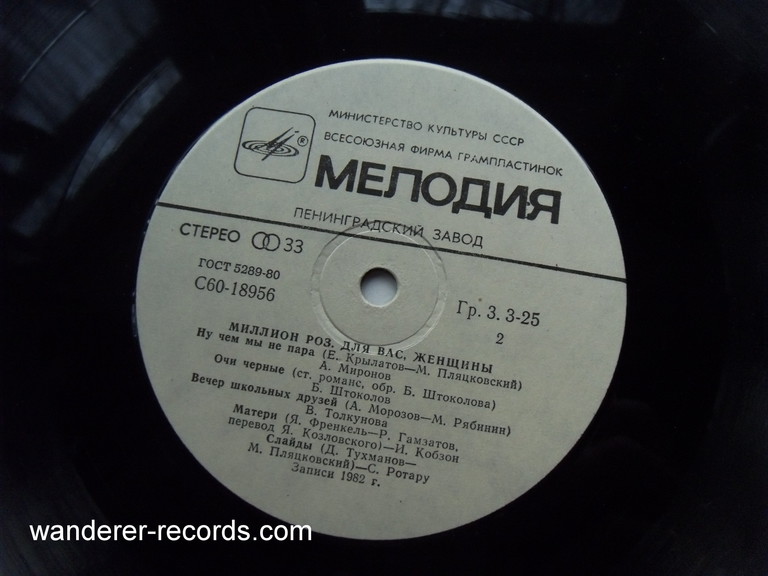 МИНИСТЕРСТВО КУЛЬТУРЫ СССР
ВСЕСОЮЗНАЯ ФИРМА ГРАМПЛАСТИНОК
®
МЕЛОДИЯ
ЛЕНИНГРАДСКИЙ ЗАВОД
СТЕРЕО 33
ГОСТ 5289-80
С60-18956
Гр. 3. 3-25
2
МИЛЛИОН РОЗ. ДЛЯ ВАС, ЖЕНЩИНЫ
Ну чем мы не пара (Е. Крылатов—М. Пляцковский)
А. Миронов
Очи черные (ст. романс, обр. Б. Штоколова)
Б. Штоколов
Вечер школьных друзей (А. Морозов—М. Рябинин)
В. Толкунова
Матери (Я. Френкель—Р. Гамзатов,
перевод Я. Козловского)—И. Кобзон
Слайды (Д. Тухманов—
М. Пляцковский)—С. Ротару
Записи 1982 г.
wanderer-records.com